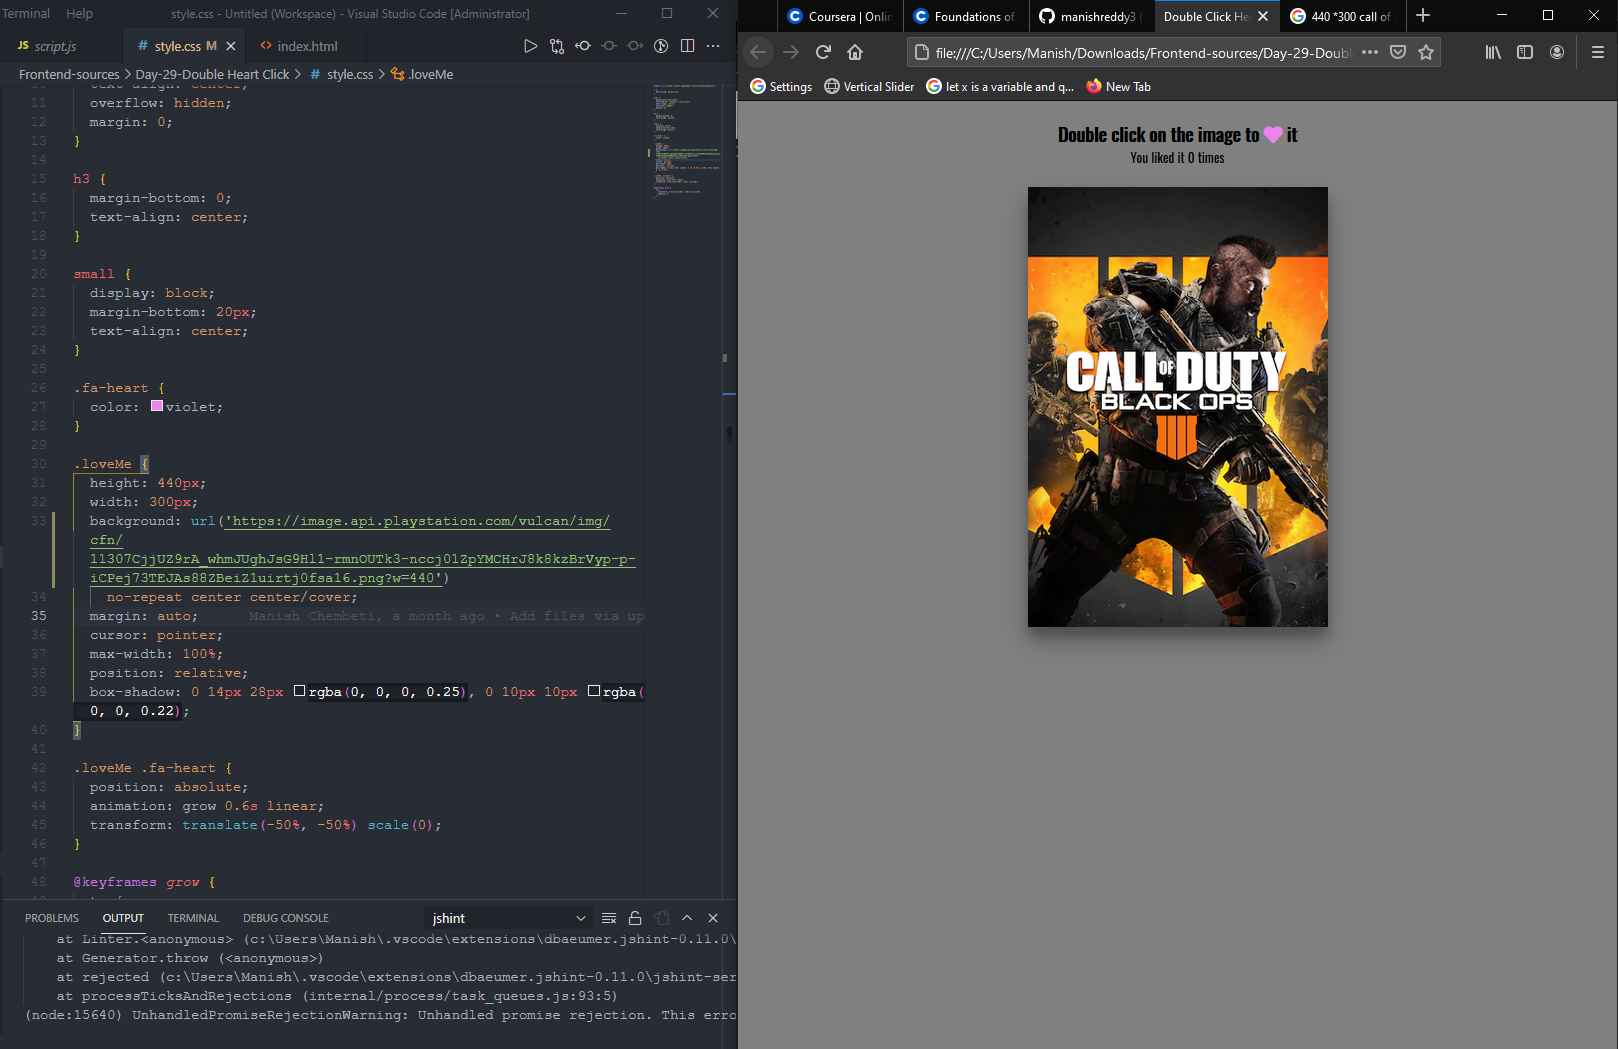 Terminal Help style.css - Untitled (Workspace) - Visual Studio Code [Administrator]
JS script.js # style.css M index.html
Frontend-sources > Day-29-Double Heart Click > # style.css > .loveMe
11 overflow: hidden;
12 margin: 0;
13 }
14
15 h3 {
16 margin-bottom: 0;
17 text-align: center;
18 }
19
20 small {
21 display: block;
22 margin-bottom: 20px;
23 text-align: center;
24 }
25
26 .fa-heart {
27 color: violet;
28 }
29
30 .loveMe {
31 height: 440px;
32 width: 300px;
33 background: url('https://image.api.playstation.com/vulcan/img/
cfn/
11307CjjUZ9rA_whmJUghJsG9Hl1-rmnOUTk3-nccj01ZpYMCHrJ8k8kzBrVyp-p-
iCPej73TEJAs88ZBeiZ1uirtj0fsa16.png?w=440')
34 no-repeat center center/cover;
35 margin: auto; Manish Chembeti, a month ago • Add files via up
36 cursor: pointer;
37 max-width: 100%;
38 position: relative;
39 box-shadow: 0 14px 28px rgba(0, 0, 0, 0.25), 0 10px 10px rgba(
0, 0, 0.22);
40 }
41
42 .loveMe .fa-heart {
43 position: absolute;
44 animation: grow 0.6s linear;
45 transform: translate(-50%, -50%) scale(0);
46 }
47
48 @keyframes grow {
PROBLEMS OUTPUT TERMINAL DEBUG CONSOLE jshint
at Linter.<anonymous> (c:\Users\Manish\.vscode\extensions\dbaeumer.jshint-0.11.0\
at Generator.throw (<anonymous>)
at rejected (c:\Users\Manish\.vscode\extensions\dbaeumer.jshint-0.11.0\jshint-ser
at processTicksAndRejections (internal/process/task_queues.js:93:5)
(node:15640) UnhandledPromiseRejectionWarning: Unhandled promise rejection. This erro
Coursera | Onlin Foundations of manishreddy3 ( Double Click He 440 *300 call of
file:///C:/Users/Manish/Downloads/Frontend-sources/Day-29-Doubl
Settings Vertical Slider let x is a variable and q... New Tab
Double click on the image to it
You liked it 0 times
CALL OF DUTY
BLACK OPS
IIII